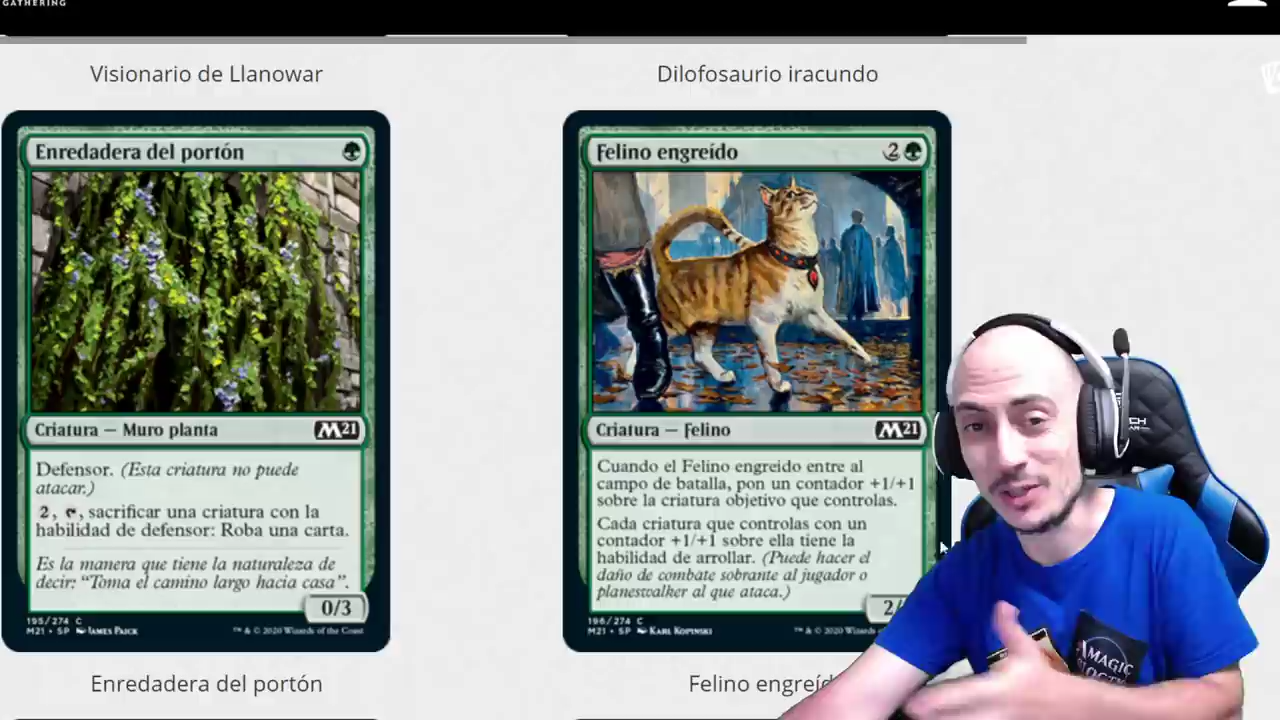 GATHERING
Visionario de Llanowar
Dilofosaurio iracundo
Enredadera del portón
Criatura — Muro planta
M21
Defensor. (Esta criatura no puede
atacar.)
2, , sacrificar una criatura con la
habilidad de defensor: Roba una carta.
Es la manera que tiene la naturaleza de
decir: “Toma el camino largo hacia casa”.
0/3
195/274 C
M21 • SP James Paick
™ & © 2020 Wizards of the Coast
Enredadera del portón
Felino engreído
2
Criatura — Felino
M21
Cuando el Felino engreido entre al
campo de batalla, pon un contador +1/+1
sobre la criatura objetivo que controlas.
Cada criatura que controlas con un
contador +1/+1 sobre ella tiene la
habilidad de arrollar. (Puede hacer el
daño de combate sobrante al jugador o
planeswalker al que ataca.)
2/
196/274 C
M21 • SP Karl Kopinski
™ & © 2020 Wizards
Felino engreíd
MAGIC